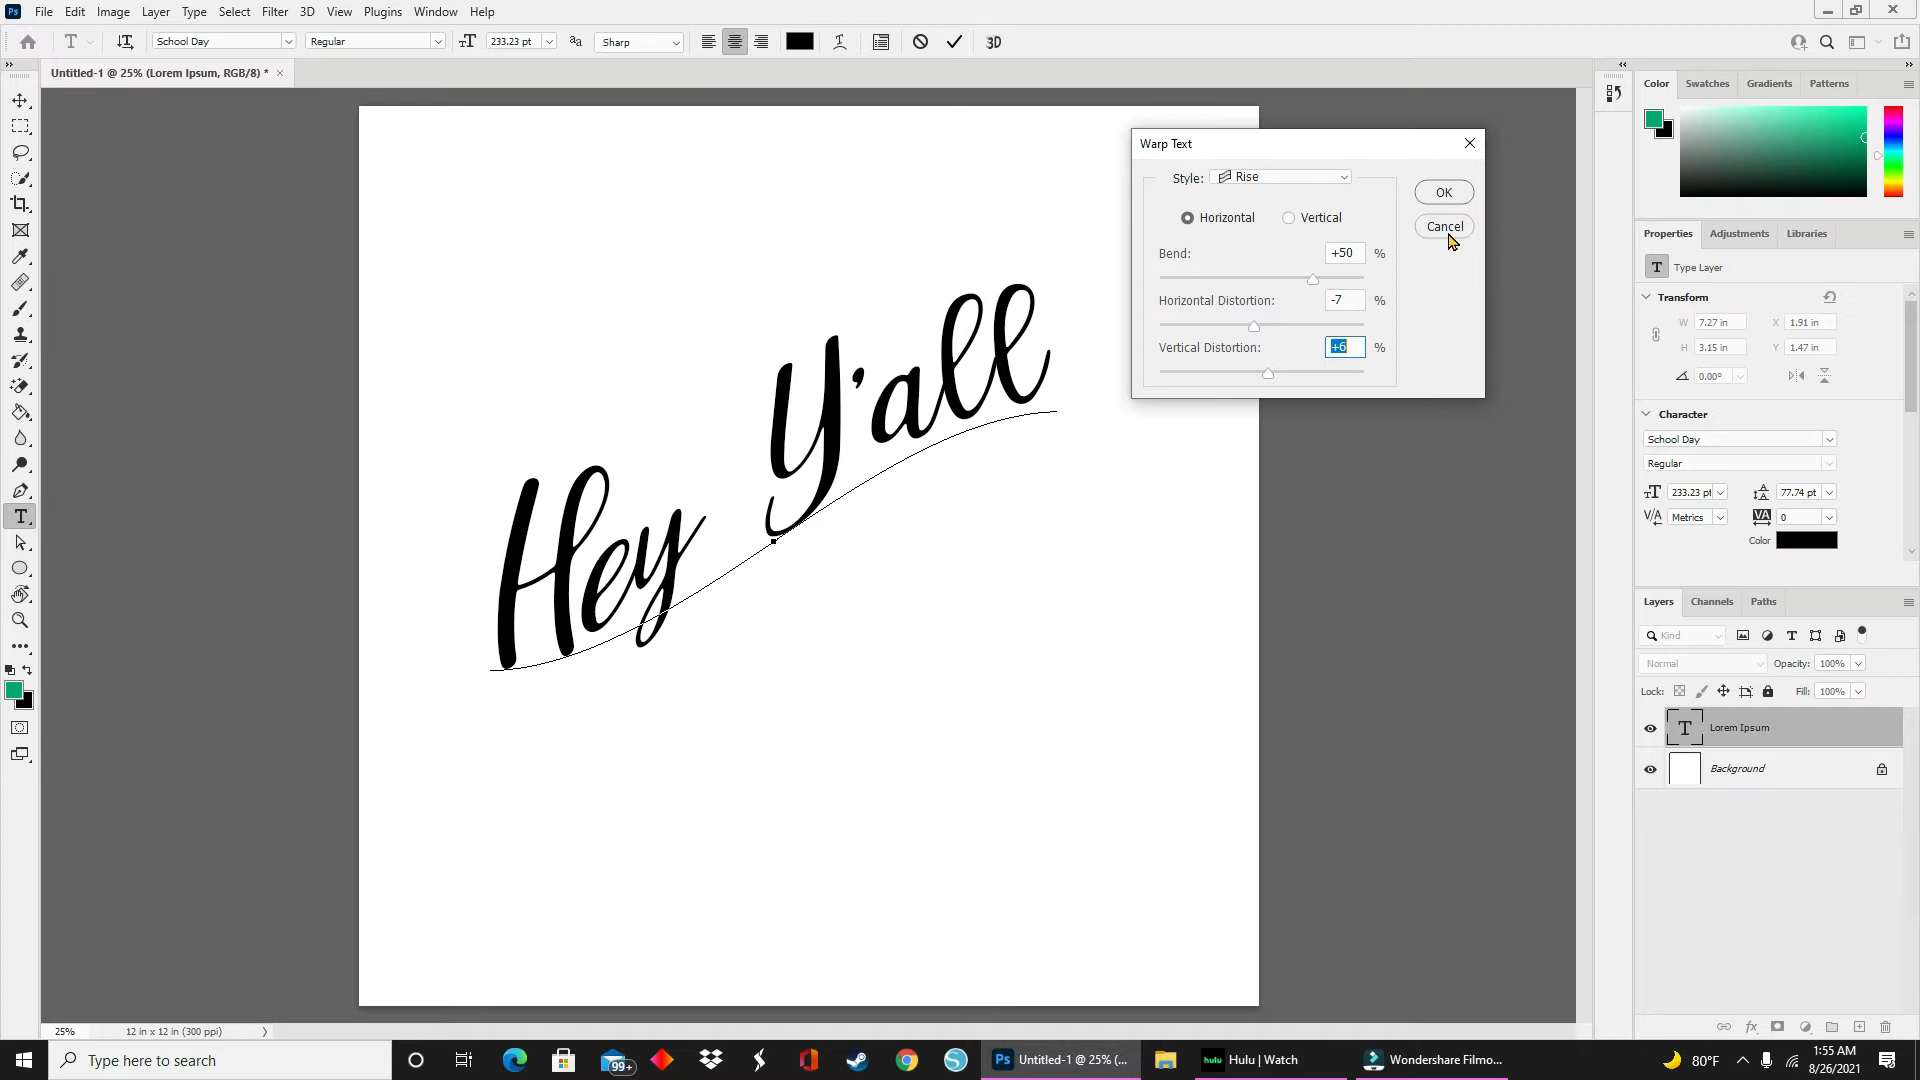 Ps File Edit Image Layer Type Select Filter 3D View Plugins Window Help
T School Day Regular 233.23 pt aa Sharp 3D
Untitled-1 @ 25% (Lorem Ipsum, RGB/8) * ×
Hey Y'all
Warp Text
Style: Rise
Horizontal Vertical
Bend: +50 %
Horizontal Distortion: -7 %
Vertical Distortion: +6 %
OK
Cancel
Color Swatches Gradients Patterns
Properties Adjustments Libraries
T Type Layer
Transform
W 7.27 in X 1.91 in
H 3.15 in Y 1.47 in
0.00°
Character
School Day
Regular
233.23 pt 77.74 pt
Metrics 0
Color
Layers Channels Paths
Kind
Normal Opacity: 100%
Lock: Fill: 100%
T Lorem Ipsum
Background
25% 12 in x 12 in (300 ppi)
Type here to search
99+
Ps Untitled-1 @ 25% (...
hulu Hulu | Watch
Wondershare Filmo...
80°F
1:55 AM
8/26/2021